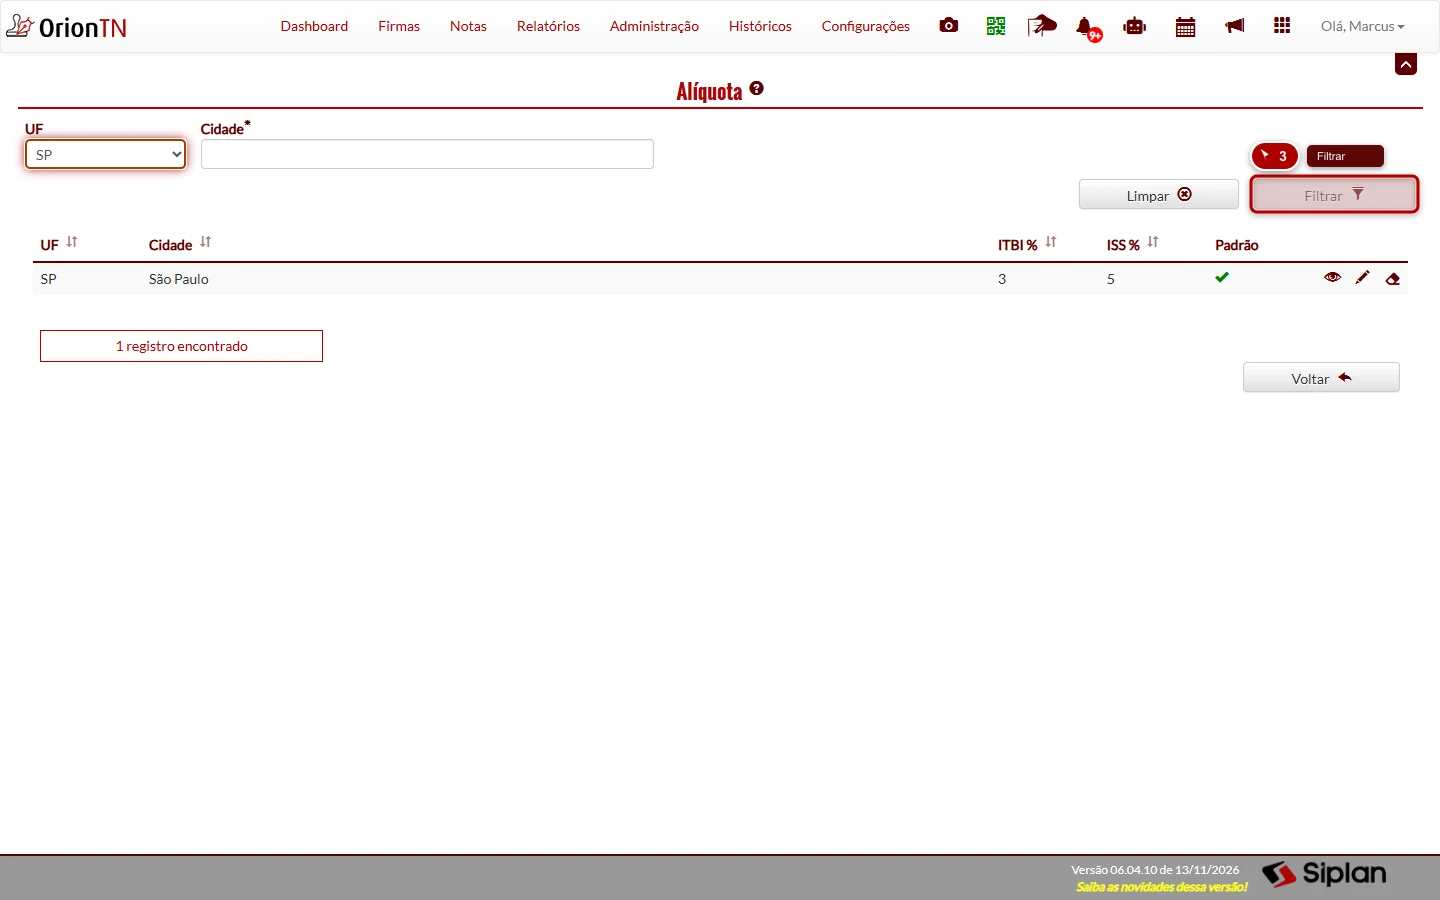 OrionTN
Dashboard Firmas Notas Relatórios Administração Históricos Configurações 9+ Olá, Marcus
Alíquota ?
UF Cidade*
SP
3 Filtrar
Limpar Filtrar
UF Cidade ITBI % ISS % Padrão
SP São Paulo 3 5
1 registro encontrado
Voltar
Versão 06.04.10 de 13/11/2026
Saiba as novidades dessa versão!
Siplan